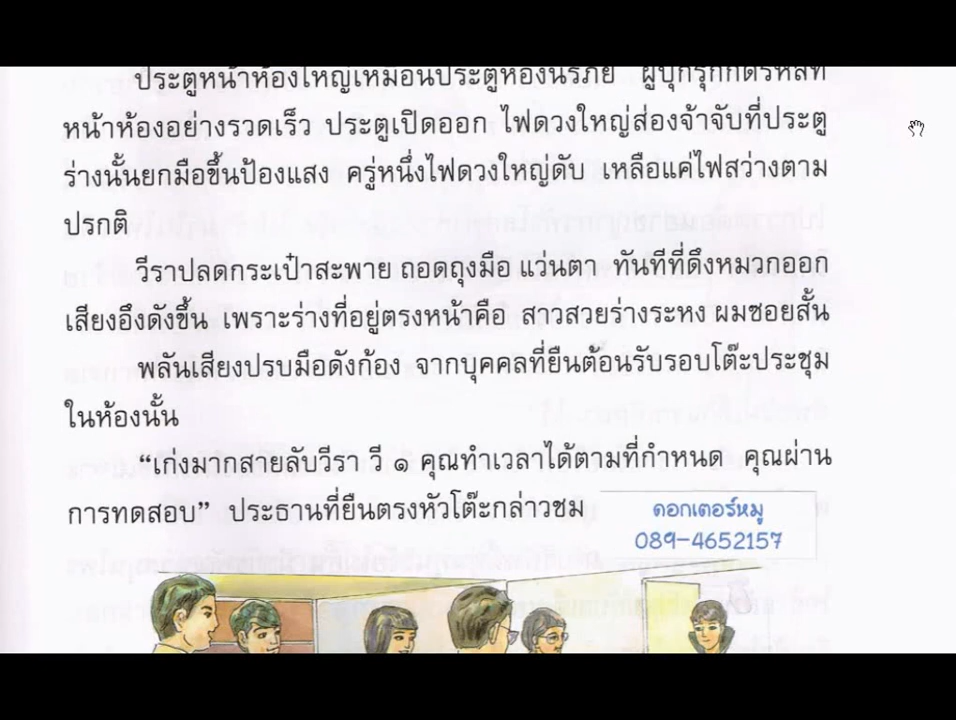 ประตูหน้าห้องใหญ่เหมือนประตูห้องนิรภัย ผู้บุกรุกกดรหัสที่
หน้าห้องอย่างรวดเร็ว ประตูเปิดออก ไฟดวงใหญ่ส่องจ้าจับที่ประตู
ร่างนั้นยกมือขึ้นป้องแสง ครู่หนึ่งไฟดวงใหญ่ดับ เหลือแค่ไฟสว่างตาม
ปรกติ
วีราปลดกระเป๋าสะพาย ถอดถุงมือ แว่นตา ทันทีที่ดึงหมวกออก
เสียงอึงดังขึ้น เพราะร่างที่อยู่ตรงหน้าคือ สาวสวยร่างระหง ผมซอยสั้น
พลันเสียงปรบมือดังก้อง จากบุคคลที่ยืนต้อนรับรอบโต๊ะประชุม
ในห้องนั้น
“เก่งมากสายลับวีรา วี ๑ คุณทำเวลาได้ตามที่กำหนด คุณผ่าน
การทดสอบ” ประธานที่ยืนตรงหัวโต๊ะกล่าวชม
ดอกเตอร์หมู
089-4652157